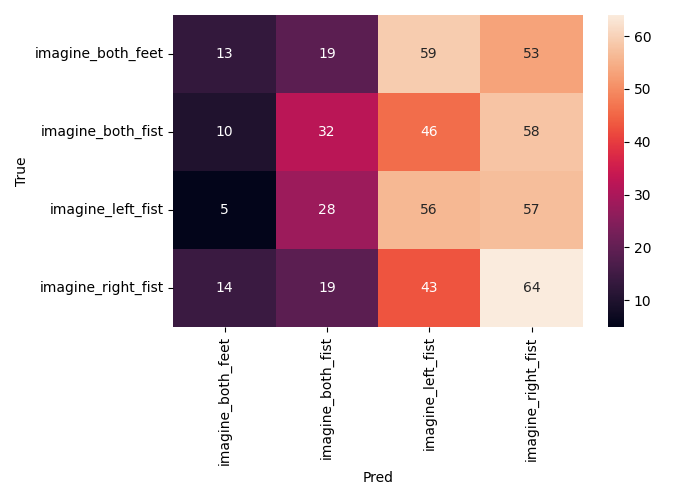 True
imagine_both_feet 13 19 59 53
imagine_both_fist 10 32 46 58
imagine_left_fist 5 28 56 57
imagine_right_fist 14 19 43 64
imagine_both_feet
imagine_both_fist
imagine_left_fist
imagine_right_fist
Pred
60
50
40
30
20
10